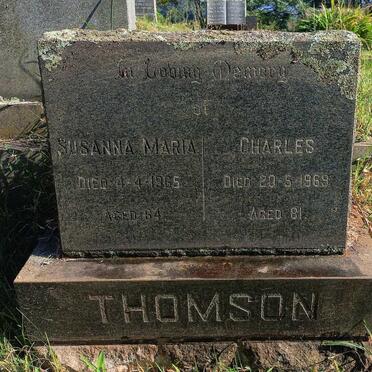 In Loving Memory
of
SUSANNA MARIA
DIED 4-4-1965
AGED 64
CHARLES
DIED 20-5-1969
AGED 81
THOMSON